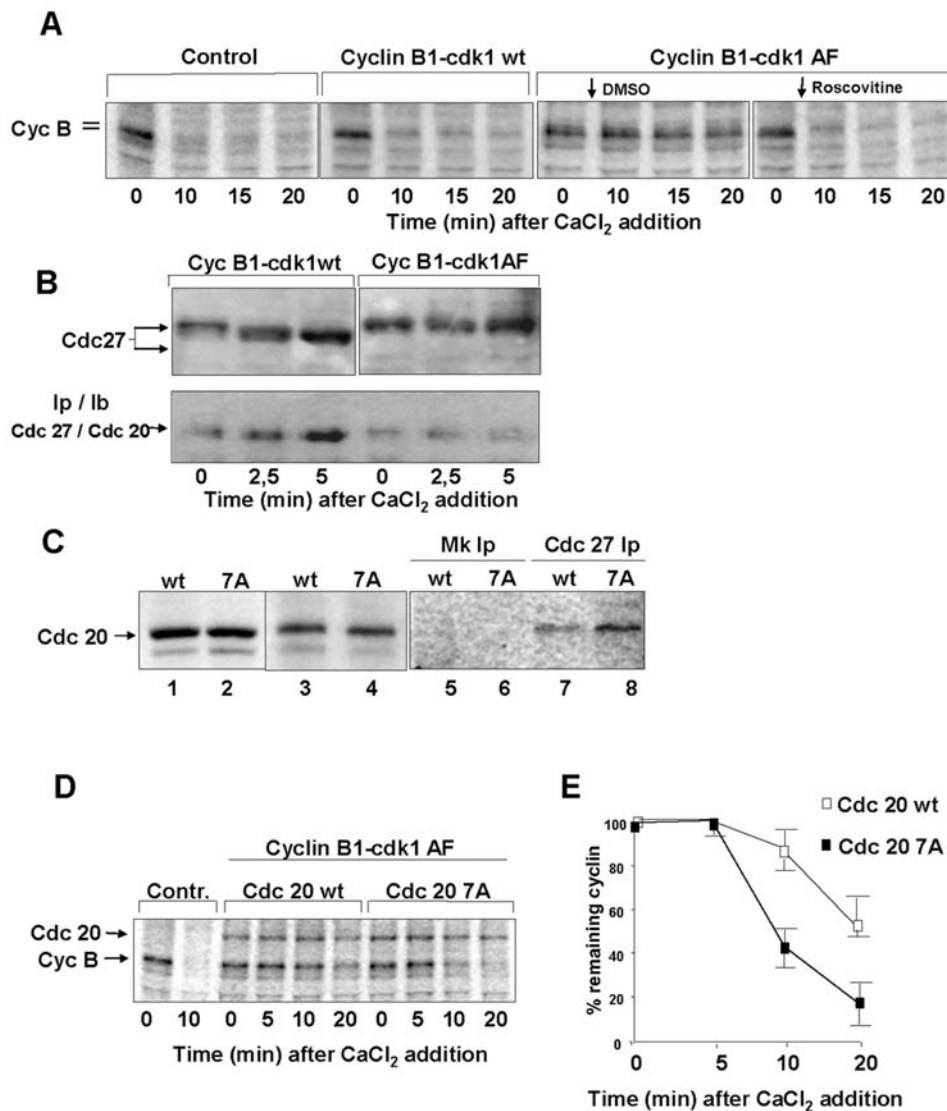 A
Control
Cyclin B1-cdk1 wt
Cyclin B1-cdk1 AF
DMSO
Roscovitine
Cyc B
0 10 15 20 0 10 15 20 0 10 15 20 0 10 15 20
Time (min) after CaCl2 addition
B
Cyc B1-cdk1wt
Cyc B1-cdk1AF
Cdc27
Ip / Ib
Cdc 27 / Cdc 20
0 2,5 5 0 2,5 5
Time (min) after CaCl2 addition
C
Mk Ip
Cdc 27 Ip
wt 7A wt 7A wt 7A wt 7A
Cdc 20
1 2 3 4 5 6 7 8
D
Cyclin B1-cdk1 AF
Contr.
Cdc 20 wt
Cdc 20 7A
Cdc 20
Cyc B
0 10 0 5 10 20 0 5 10 20
Time (min) after CaCl2 addition
E
Cdc 20 wt
Cdc 20 7A
% remaining cyclin
100
80
60
40
20
0
0 5 10 20
Time (min) after CaCl2 addition